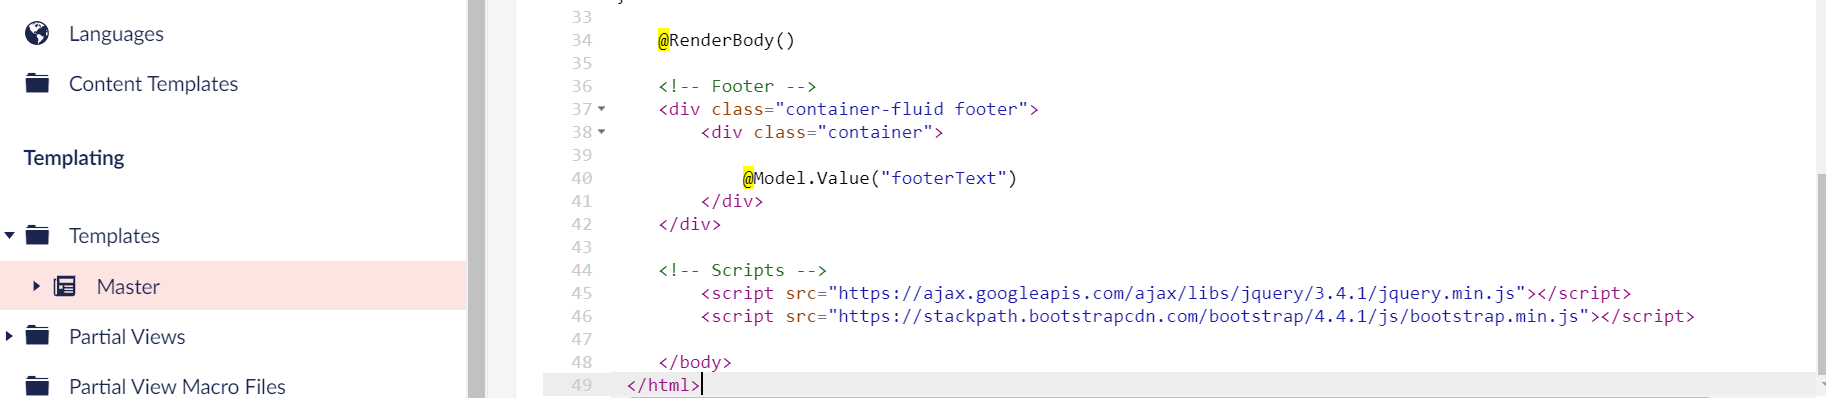 Languages
Content Templates
Templating
Templates
Master
Partial Views
Partial View Macro Files
33
34 @RenderBody()
35
36 <!-- Footer -->
37 <div class="container-fluid footer">
38 <div class="container">
39
40 @Model.Value("footerText")
41 </div>
42 </div>
43
44 <!-- Scripts -->
45 <script src="https://ajax.googleapis.com/ajax/libs/jquery/3.4.1/jquery.min.js"></script>
46 <script src="https://stackpath.bootstrapcdn.com/bootstrap/4.4.1/js/bootstrap.min.js"></script>
47
48 </body>
49 </html>